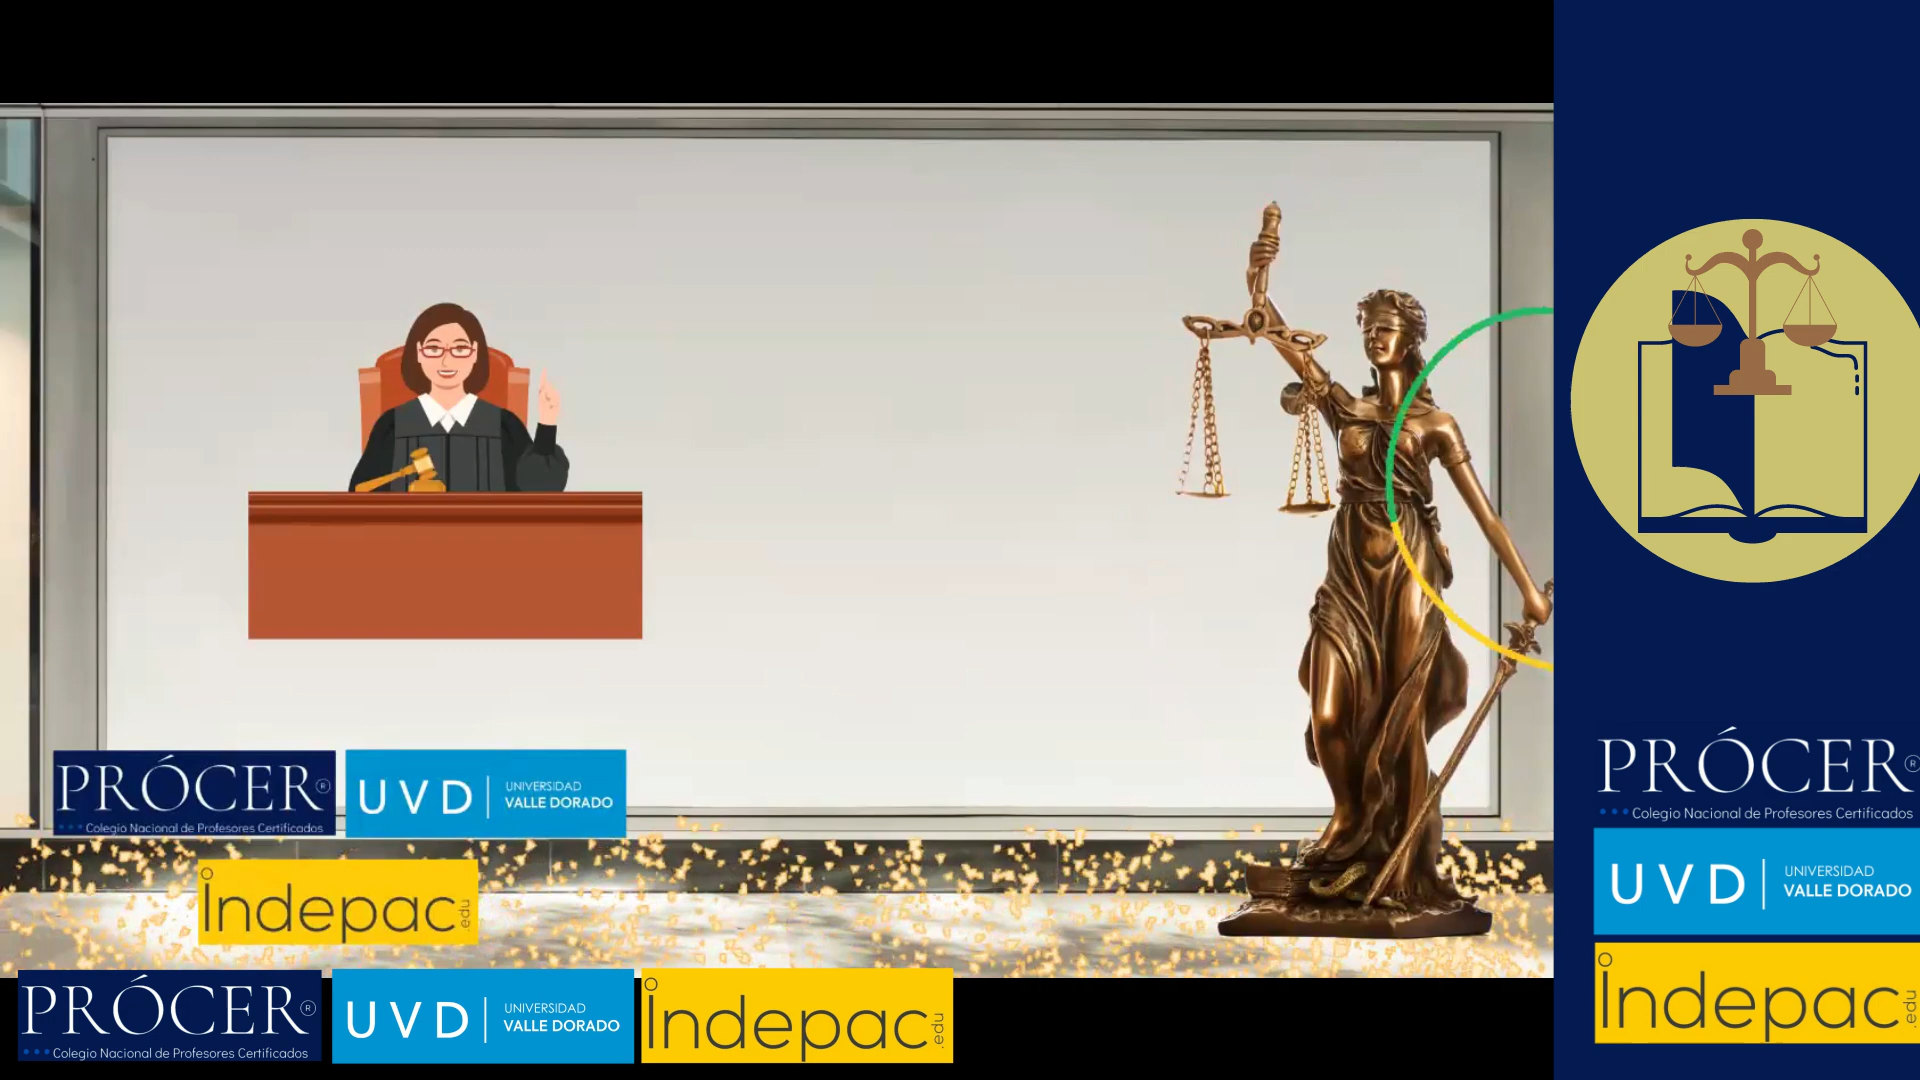 PRÓCER®
Colegio Nacional de Profesores Certificados
UVD
UNIVERSIDAD
VALLE DORADO
indepac.edu
PRÓCER®
Colegio Nacional de Profesores Certificados
UVD
UNIVERSIDAD
VALLE DORADO
indepac.edu
PRÓCER®
Colegio Nacional de Profesores Certificados
UVD
UNIVERSIDAD
VALLE DORADO
indepac.edu